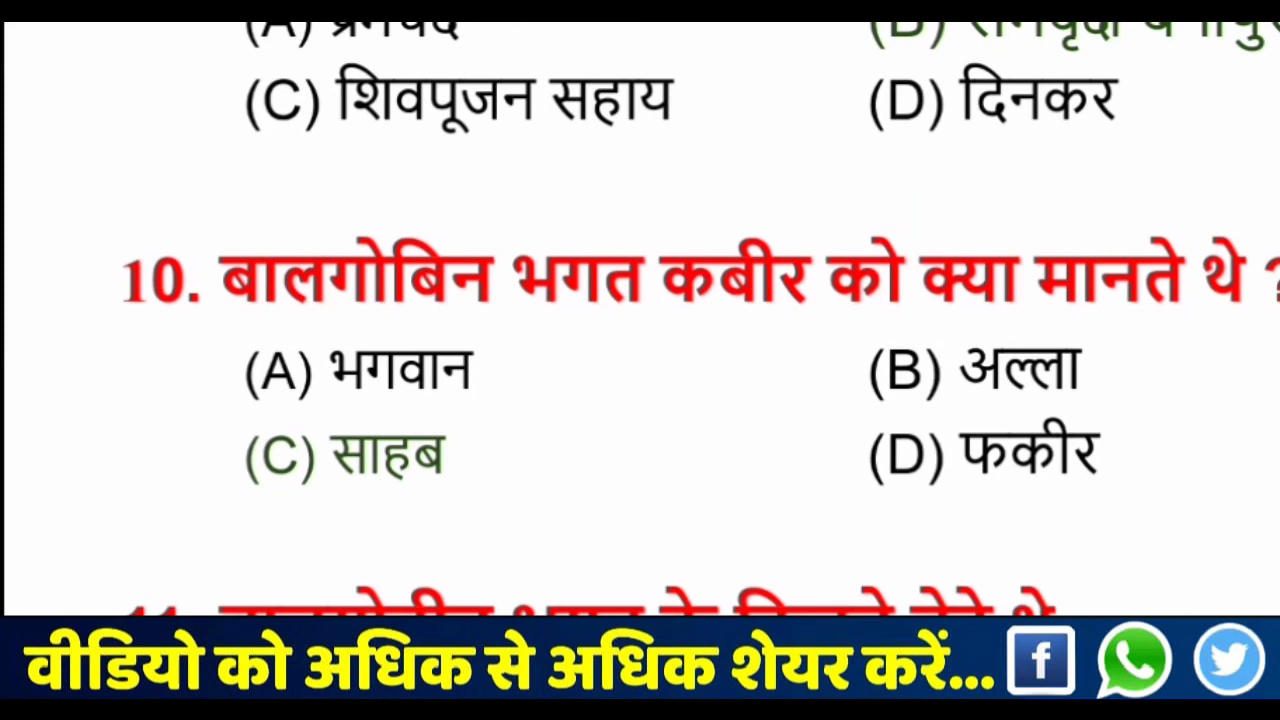 (C) शिवपूजन सहाय (D) दिनकर
10. बालगोबिन भगत कबीर को क्या मानते थे ?
(A) भगवान (B) अल्ला
(C) साहब (D) फकीर
वीडियो को अधिक से अधिक शेयर करें...